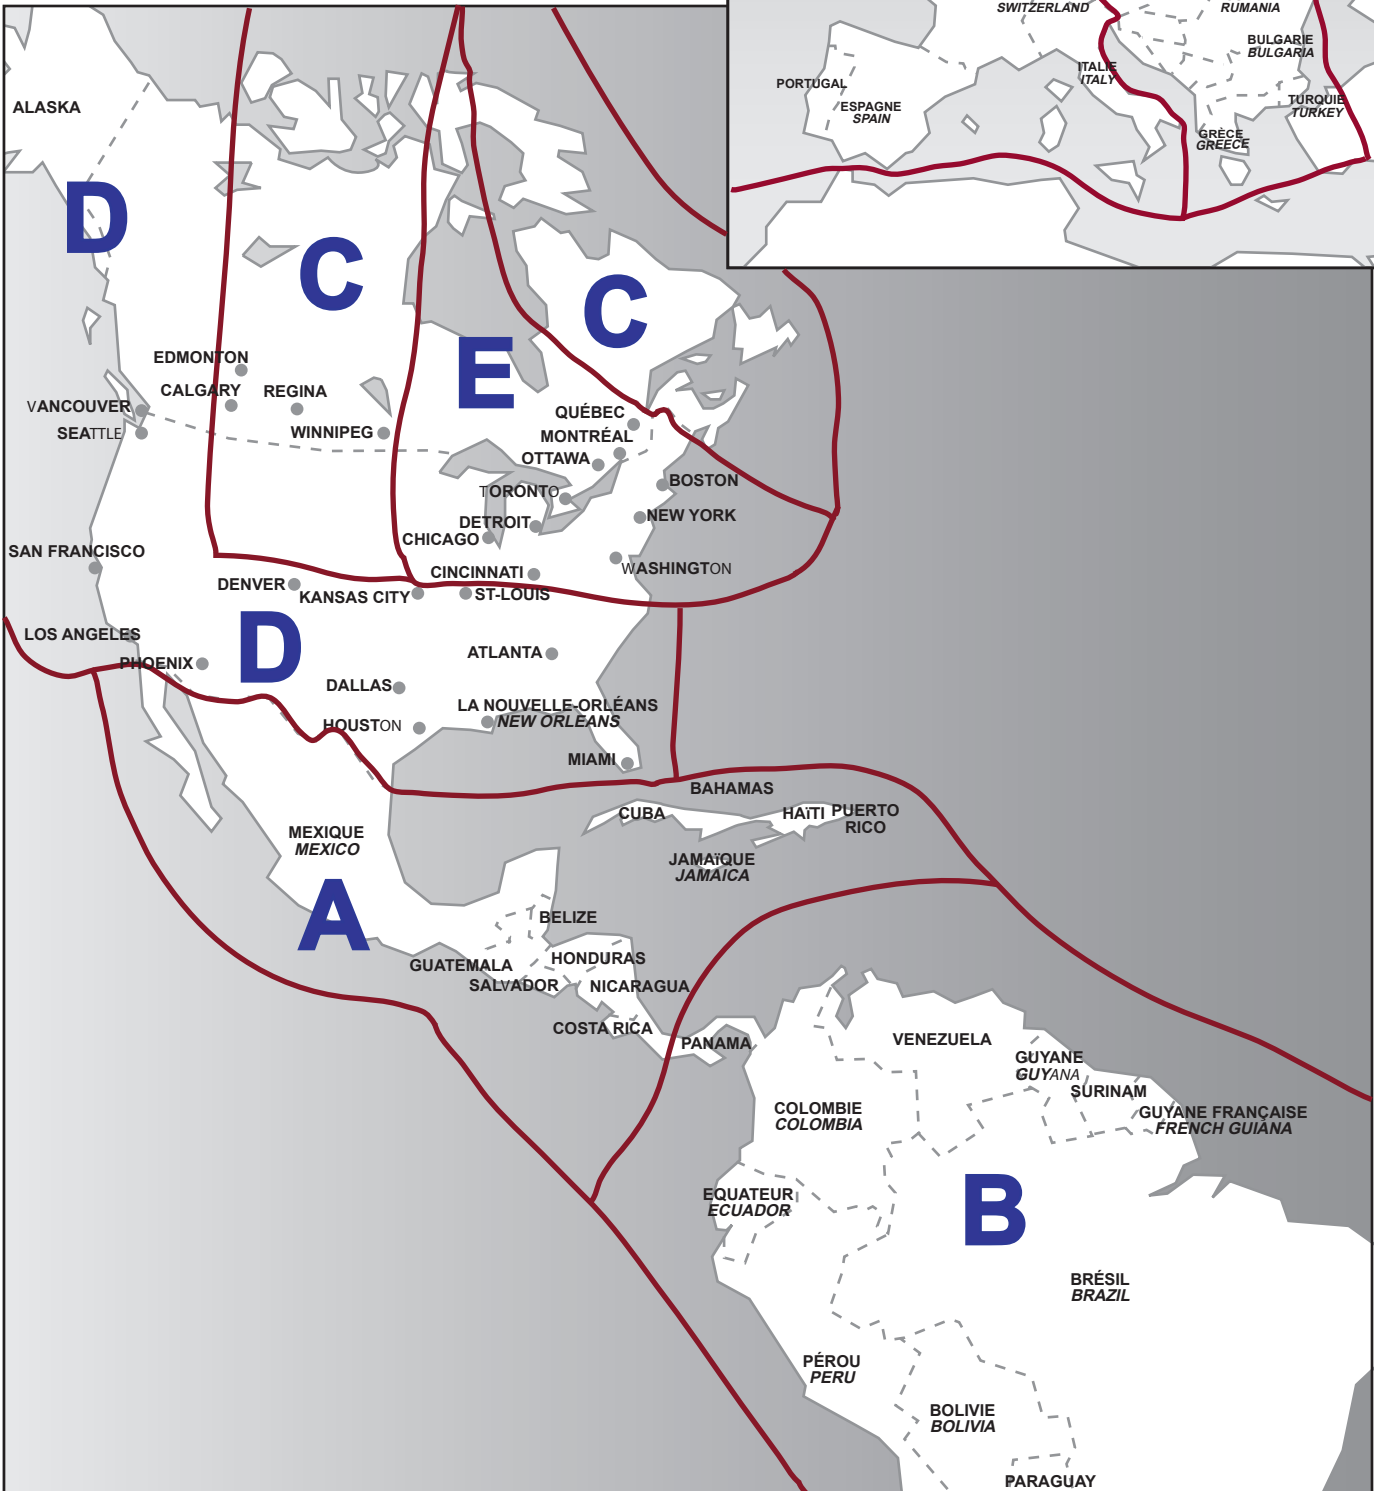 SWITZERLAND
RUMANIA
BULGARIE
BULGARIA
ITALIE
ITALY
PORTUGAL
ESPAGNE
SPAIN
TURQUIE
TURKEY
GRÈCE
GREECE
ALASKA
D
C
C
E
EDMONTON
CALGARY
REGINA
VANCOUVER
SEATTLE
WINNIPEG
QUÉBEC
MONTRÉAL
OTTAWA
TORONTO
BOSTON
DETROIT
NEW YORK
CHICAGO
SAN FRANCISCO
CINCINNATI
WASHINGTON
DENVER
KANSAS CITY
ST-LOUIS
LOS ANGELES
D
PHOENIX
ATLANTA
DALLAS
LA NOUVELLE-ORLÉANS
NEW ORLEANS
HOUSTON
MIAMI
BAHAMAS
CUBA
HAÏTI
PUERTO
RICO
MEXIQUE
MEXICO
JAMAÏQUE
JAMAICA
A
BELIZE
GUATEMALA
HONDURAS
SALVADOR
NICARAGUA
COSTA RICA
PANAMA
VENEZUELA
GUYANE
GUYANA
SURINAM
COLOMBIE
COLOMBIA
GUYANE FRANÇAISE
FRENCH GUIANA
EQUATEUR
ECUADOR
B
BRÉSIL
BRAZIL
PÉROU
PERU
BOLIVIE
BOLIVIA
PARAGUAY